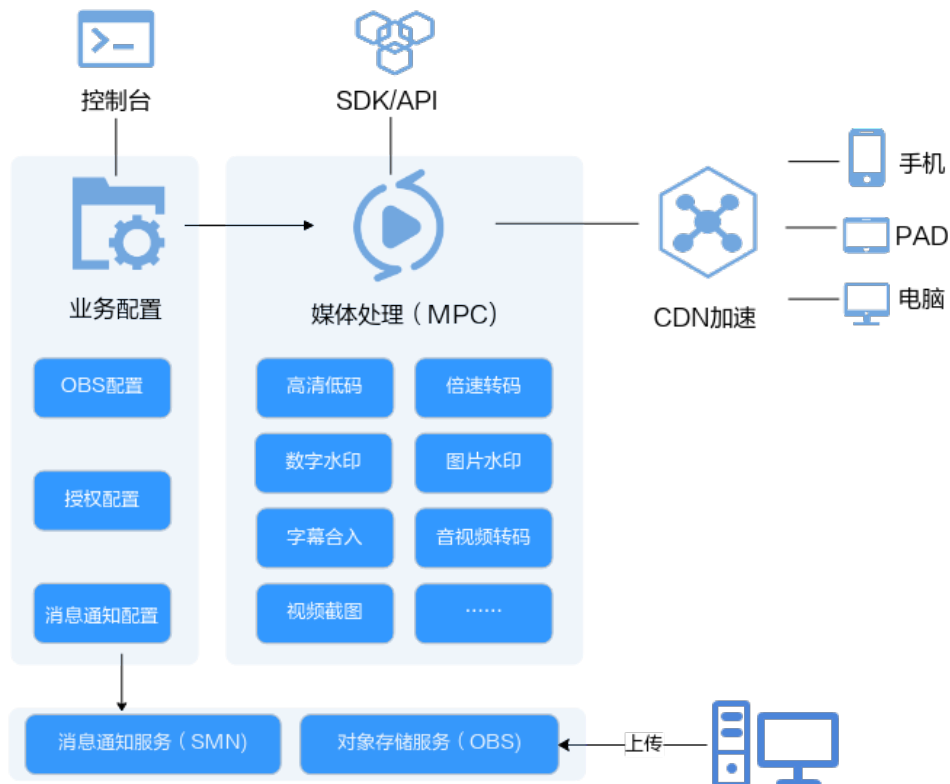 控制台
SDK/API
手机
PAD
电脑
业务配置
媒体处理（MPC）
CDN加速
OBS配置
高清低码
倍速转码
数字水印
图片水印
授权配置
字幕合入
音视频转码
消息通知配置
视频截图
……
消息通知服务（SMN)
对象存储服务（OBS)
上传